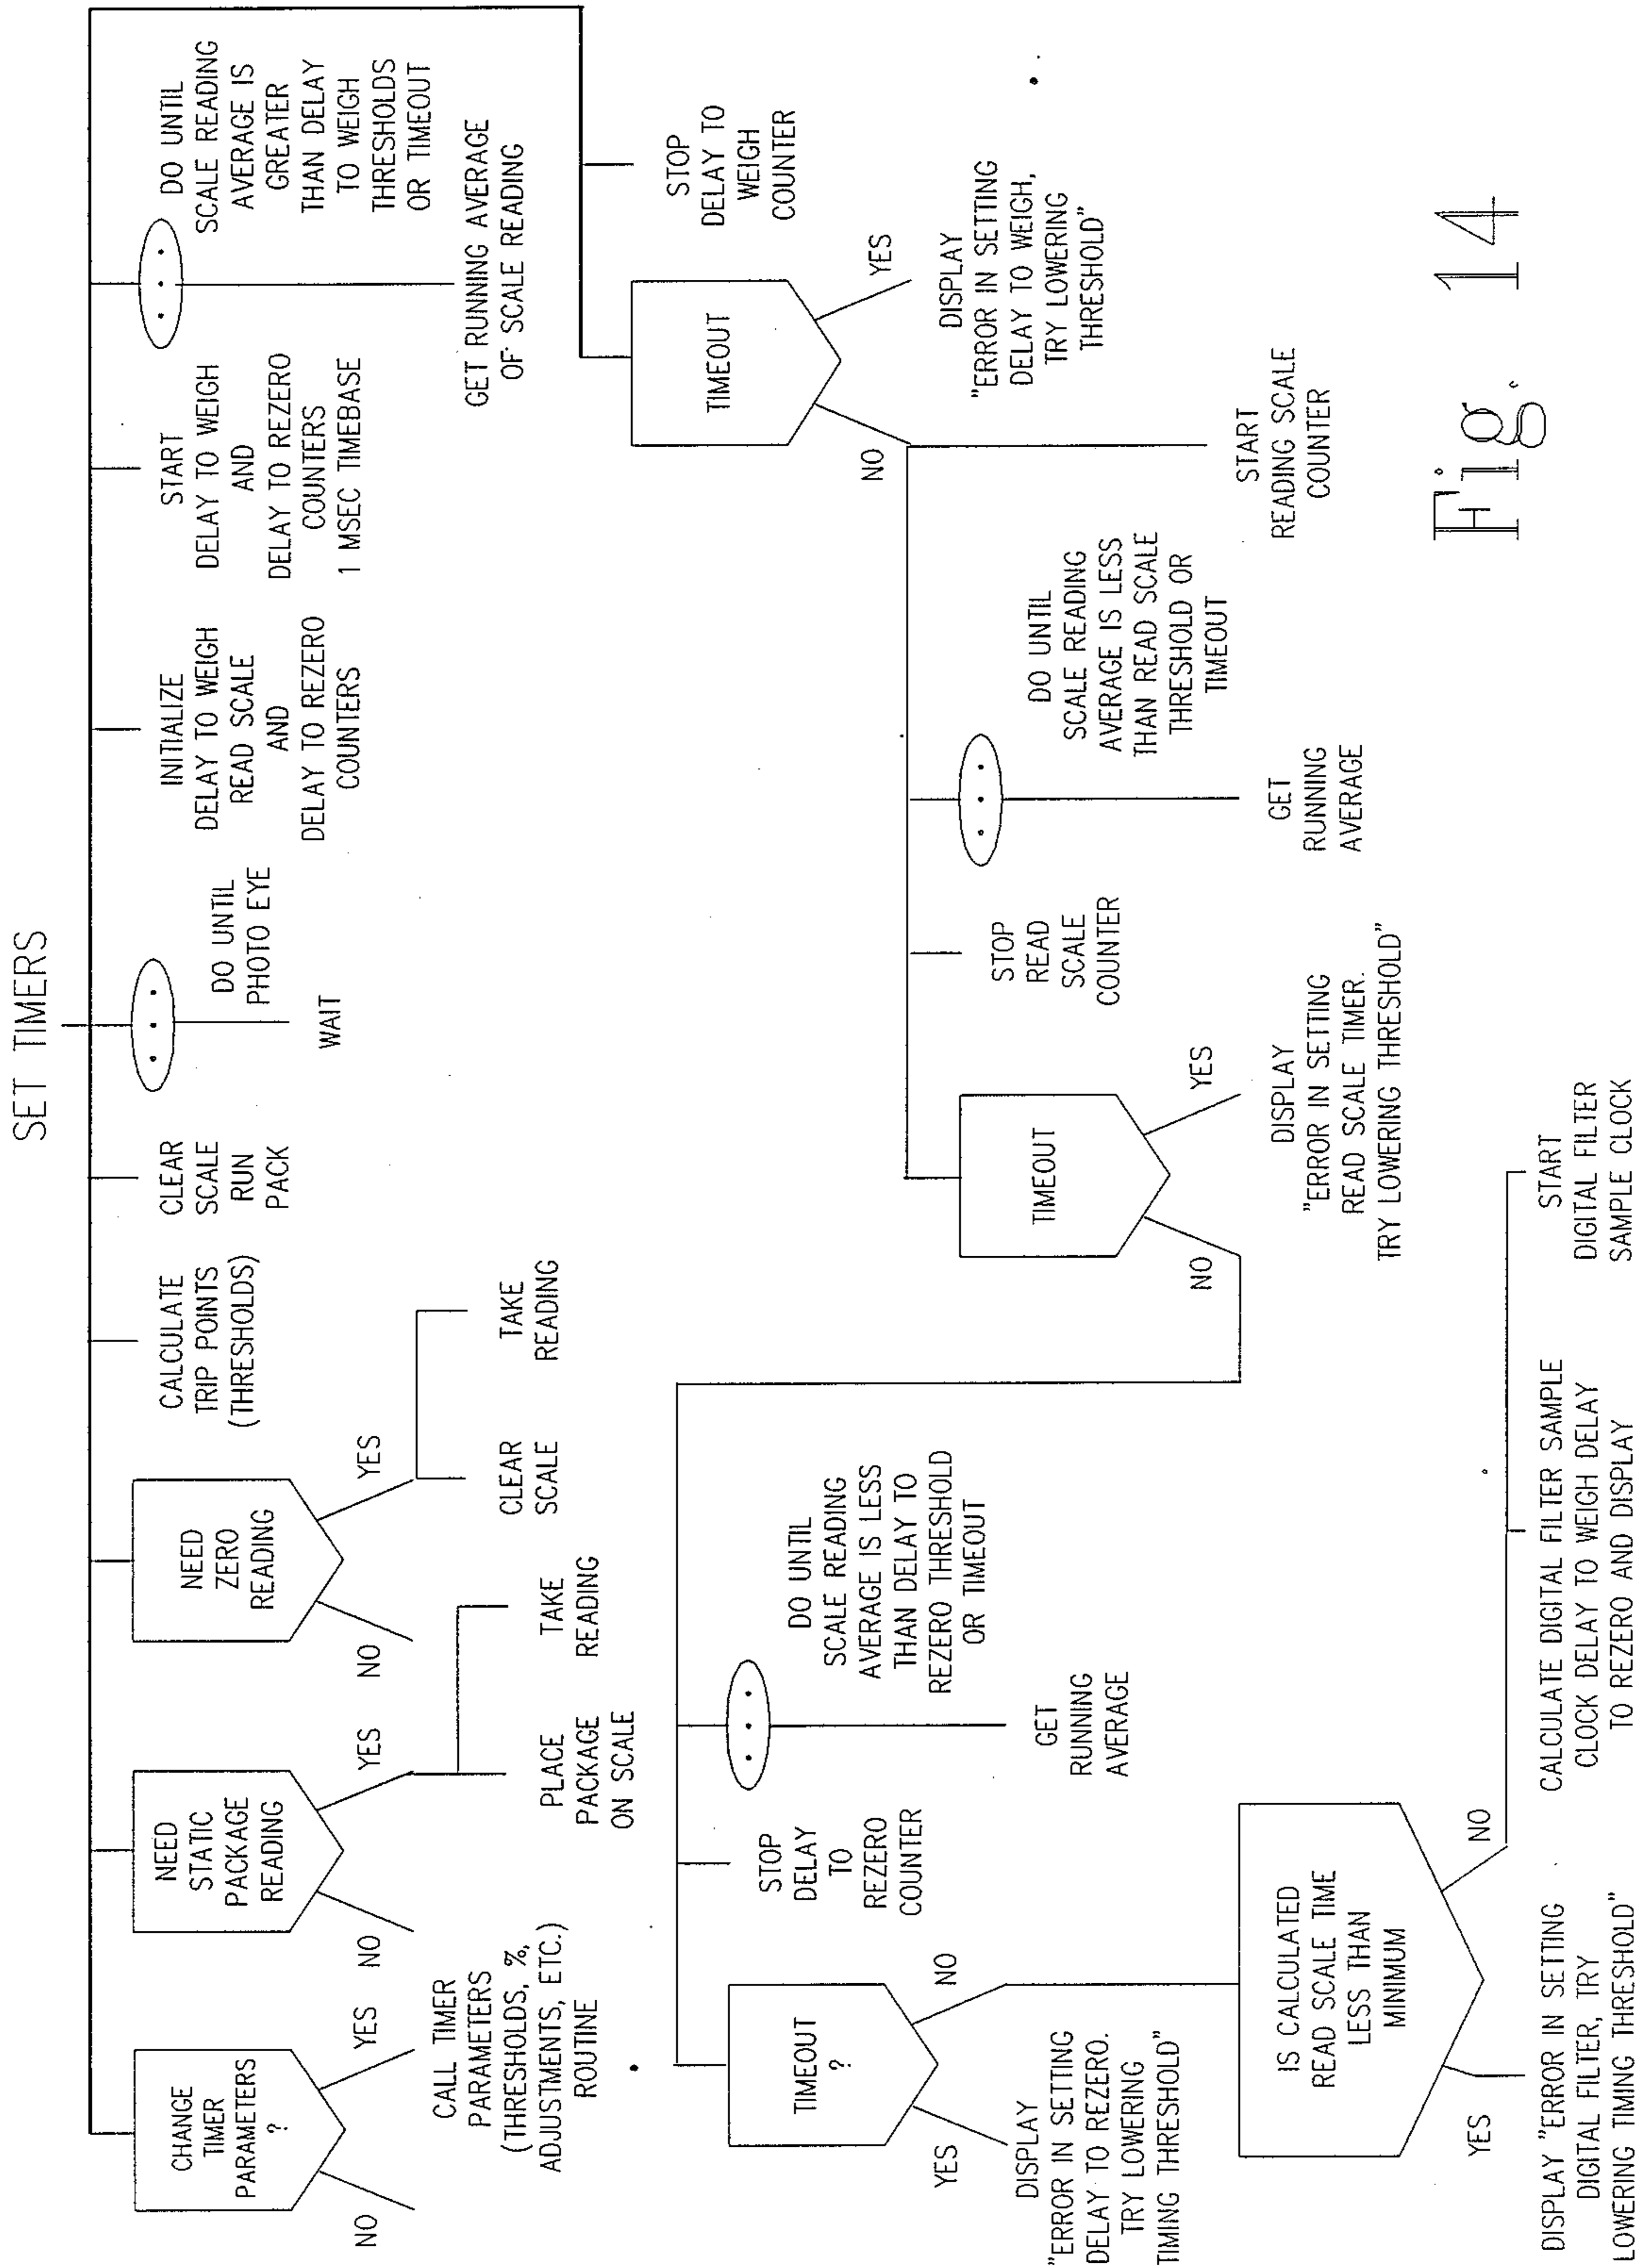 SET TIMERS
CHANGE
TIMER
PARAMETERS
?
NO
YES
CALL TIMER
PARAMETERS
(THRESHOLDS, %,
ADJUSTMENTS, ETC.)
ROUTINE
NEED
STATIC
PACKAGE
READING
NO
YES
PLACE
PACKAGE
ON SCALE
TAKE
READING
NEED
ZERO
READING
NO
YES
CLEAR
SCALE
TAKE
READING
CALCULATE
TRIP POINTS
(THRESHOLDS)
CLEAR
SCALE
RUN
PACK
DO UNTIL
PHOTO EYE
WAIT
INITIALIZE
DELAY TO WEIGH
READ SCALE
AND
DELAY TO REZERO
COUNTERS
START
DELAY TO WEIGH
AND
DELAY TO REZERO
COUNTERS
1 MSEC TIMEBASE
DO UNTIL
SCALE READING
AVERAGE IS
GREATER
THAN DELAY
TO WEIGH
THRESHOLDS
OR TIMEOUT
GET RUNNING AVERAGE
OF SCALE READING
STOP
DELAY TO
WEIGH
COUNTER
TIMEOUT
NO
YES
DISPLAY
"ERROR IN SETTING
DELAY TO WEIGH,
TRY LOWERING
THRESHOLD"
START
READING SCALE
COUNTER
DO UNTIL
SCALE READING
AVERAGE IS LESS
THAN READ SCALE
THRESHOLD OR
TIMEOUT
GET
RUNNING
AVERAGE
STOP
READ
SCALE
COUNTER
TIMEOUT
NO
YES
DISPLAY
"ERROR IN SETTING
READ SCALE TIMER.
TRY LOWERING THRESHOLD"
DO UNTIL
SCALE READING
AVERAGE IS LESS
THAN DELAY TO
REZERO THRESHOLD
OR TIMEOUT
GET
RUNNING
AVERAGE
STOP
DELAY
TO
REZERO
COUNTER
TIMEOUT
?
YES
NO
DISPLAY
"ERROR IN SETTING
DELAY TO REZERO.
TRY LOWERING
TIMING THRESHOLD"
IS CALCULATED
READ SCALE TIME
LESS THAN
MINIMUM
YES
NO
DISPLAY "ERROR IN SETTING
DIGITAL FILTER, TRY
LOWERING TIMING THRESHOLD"
CALCULATE DIGITAL FILTER SAMPLE
CLOCK DELAY TO WEIGH DELAY
TO REZERO AND DISPLAY
START
DIGITAL FILTER
SAMPLE CLOCK
Fig. 14